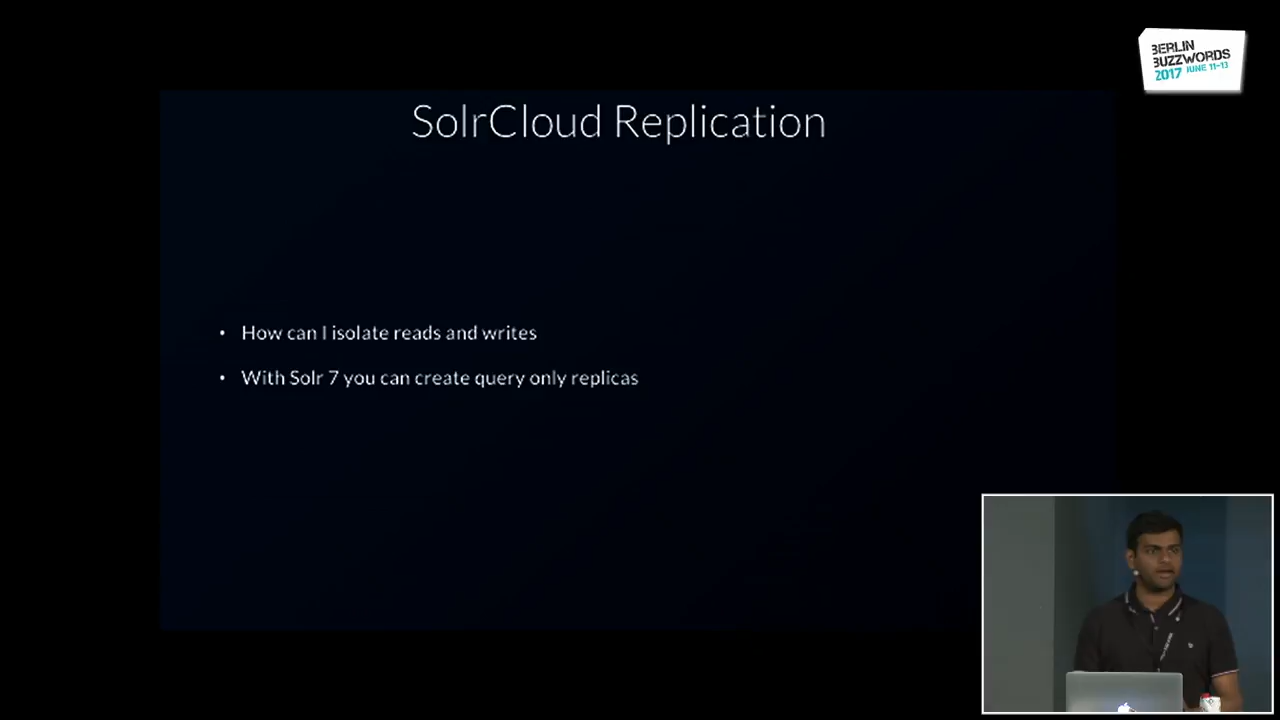 BERLIN
BUZZWORDS
2017 JUNE 11-13
SolrCloud Replication
• How can I isolate reads and writes
• With Solr 7 you can create query only replicas